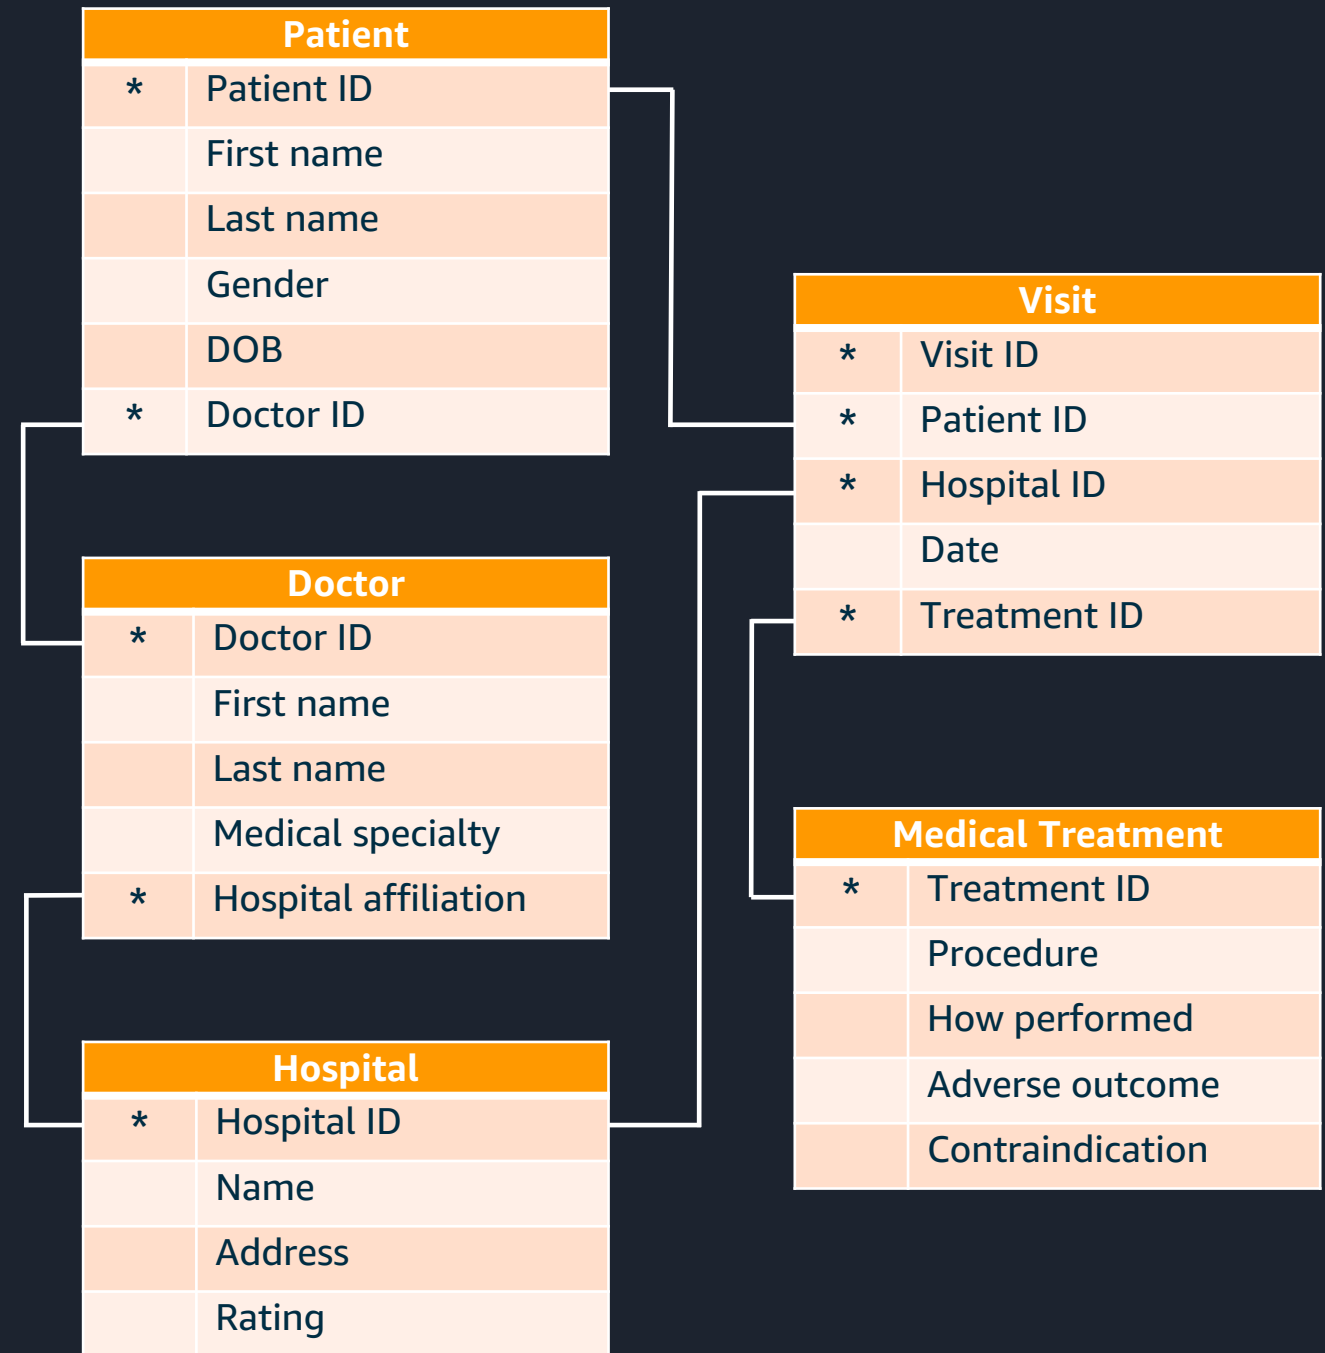 Patient
* Patient ID
First name
Last name
Gender
DOB
* Doctor ID
Doctor
* Doctor ID
First name
Last name
Medical specialty
* Hospital affiliation
Hospital
* Hospital ID
Name
Address
Rating
Visit
* Visit ID
* Patient ID
* Hospital ID
Date
* Treatment ID
Medical Treatment
* Treatment ID
Procedure
How performed
Adverse outcome
Contraindication